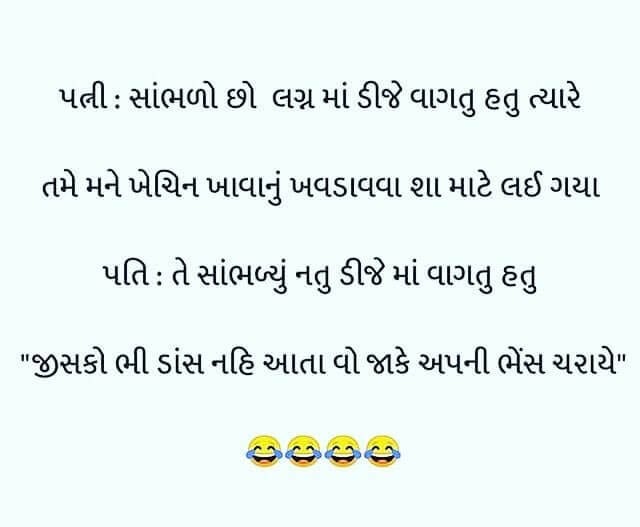 પત્ની : સાંભળો છો લગ્ન માં ડીજે વાગતુ હતુ ત્યારે
તમે મને ખેચિન ખાવાનું ખવડાવવા શા માટે લઈ ગયા
પતિ : તે સાંભળ્યું નતુ ડીજે માં વાગતુ હતુ
"જીસકો ભી ડાંસ નહિ આતા વો જાકે અપની ભેંસ ચરાયે"
😂😂😂😂